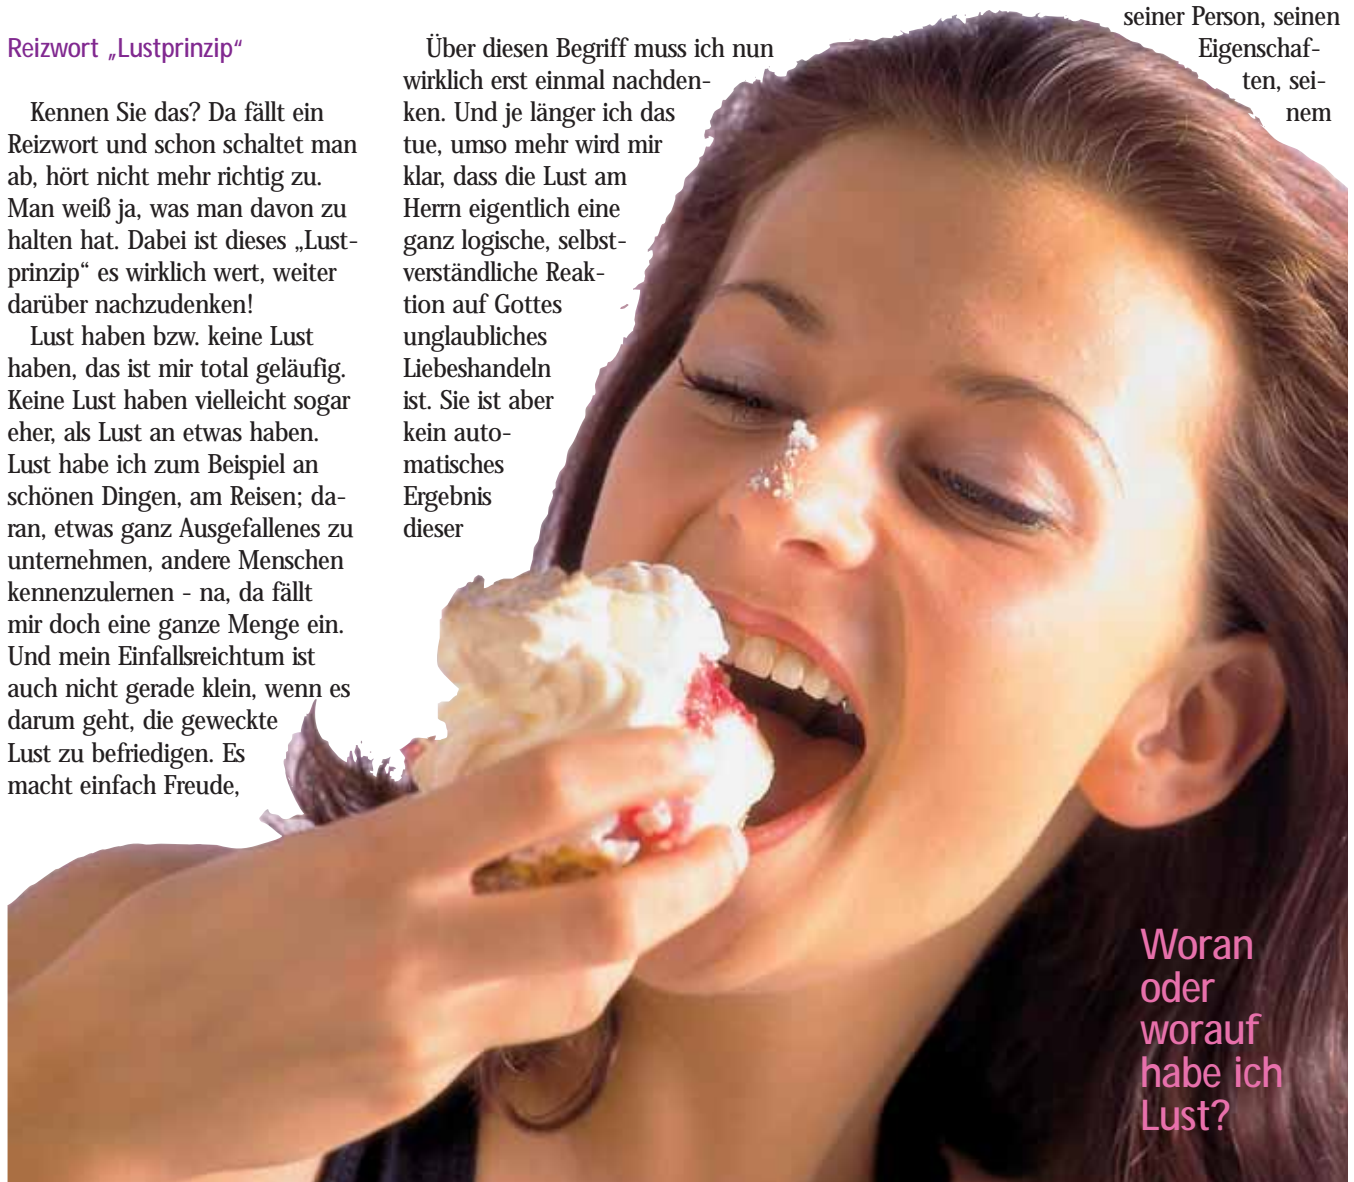 Reizwort „Lustprinzip“
Kennen Sie das? Da fällt ein
Reizwort und schon schaltet man
ab, hört nicht mehr richtig zu.
Man weiß ja, was man davon zu
halten hat. Dabei ist dieses „Lust-
prinzip“ es wirklich wert, weiter
darüber nachzudenken!
Lust haben bzw. keine Lust
haben, das ist mir total geläufig.
Keine Lust haben vielleicht sogar
eher, als Lust an etwas haben.
Lust habe ich zum Beispiel an
schönen Dingen, am Reisen; da-
ran, etwas ganz Ausgefallenes zu
unternehmen, andere Menschen
kennenzulernen - na, da fällt
mir doch eine ganze Menge ein.
Und mein Einfallsreichtum ist
auch nicht gerade klein, wenn es
darum geht, die geweckte
Lust zu befriedigen. Es
macht einfach Freude,
Über diesen Begriff muss ich nun
wirklich erst einmal nachden-
ken. Und je länger ich das
tue, umso mehr wird mir
klar, dass die Lust am
Herrn eigentlich eine
ganz logische, selbst-
verständliche Reak-
tion auf Gottes
unglaubliches
Liebeshandeln
ist. Sie ist aber
kein auto-
matisches
Ergebnis
dieser
seiner Person, seinen
Eigenschaf-
ten, sei-
nem
Woran
oder
worauf
habe ich
Lust?